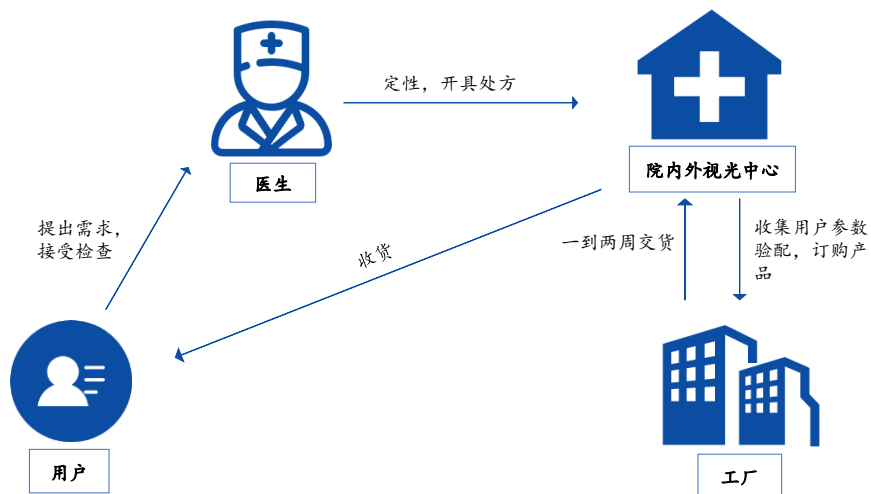 定性，开具处方
医生
院内外视光中心
提出需求，
接受检查
收货
一到两周交货
收集用户参数
验配，订购产
品
用户
工厂